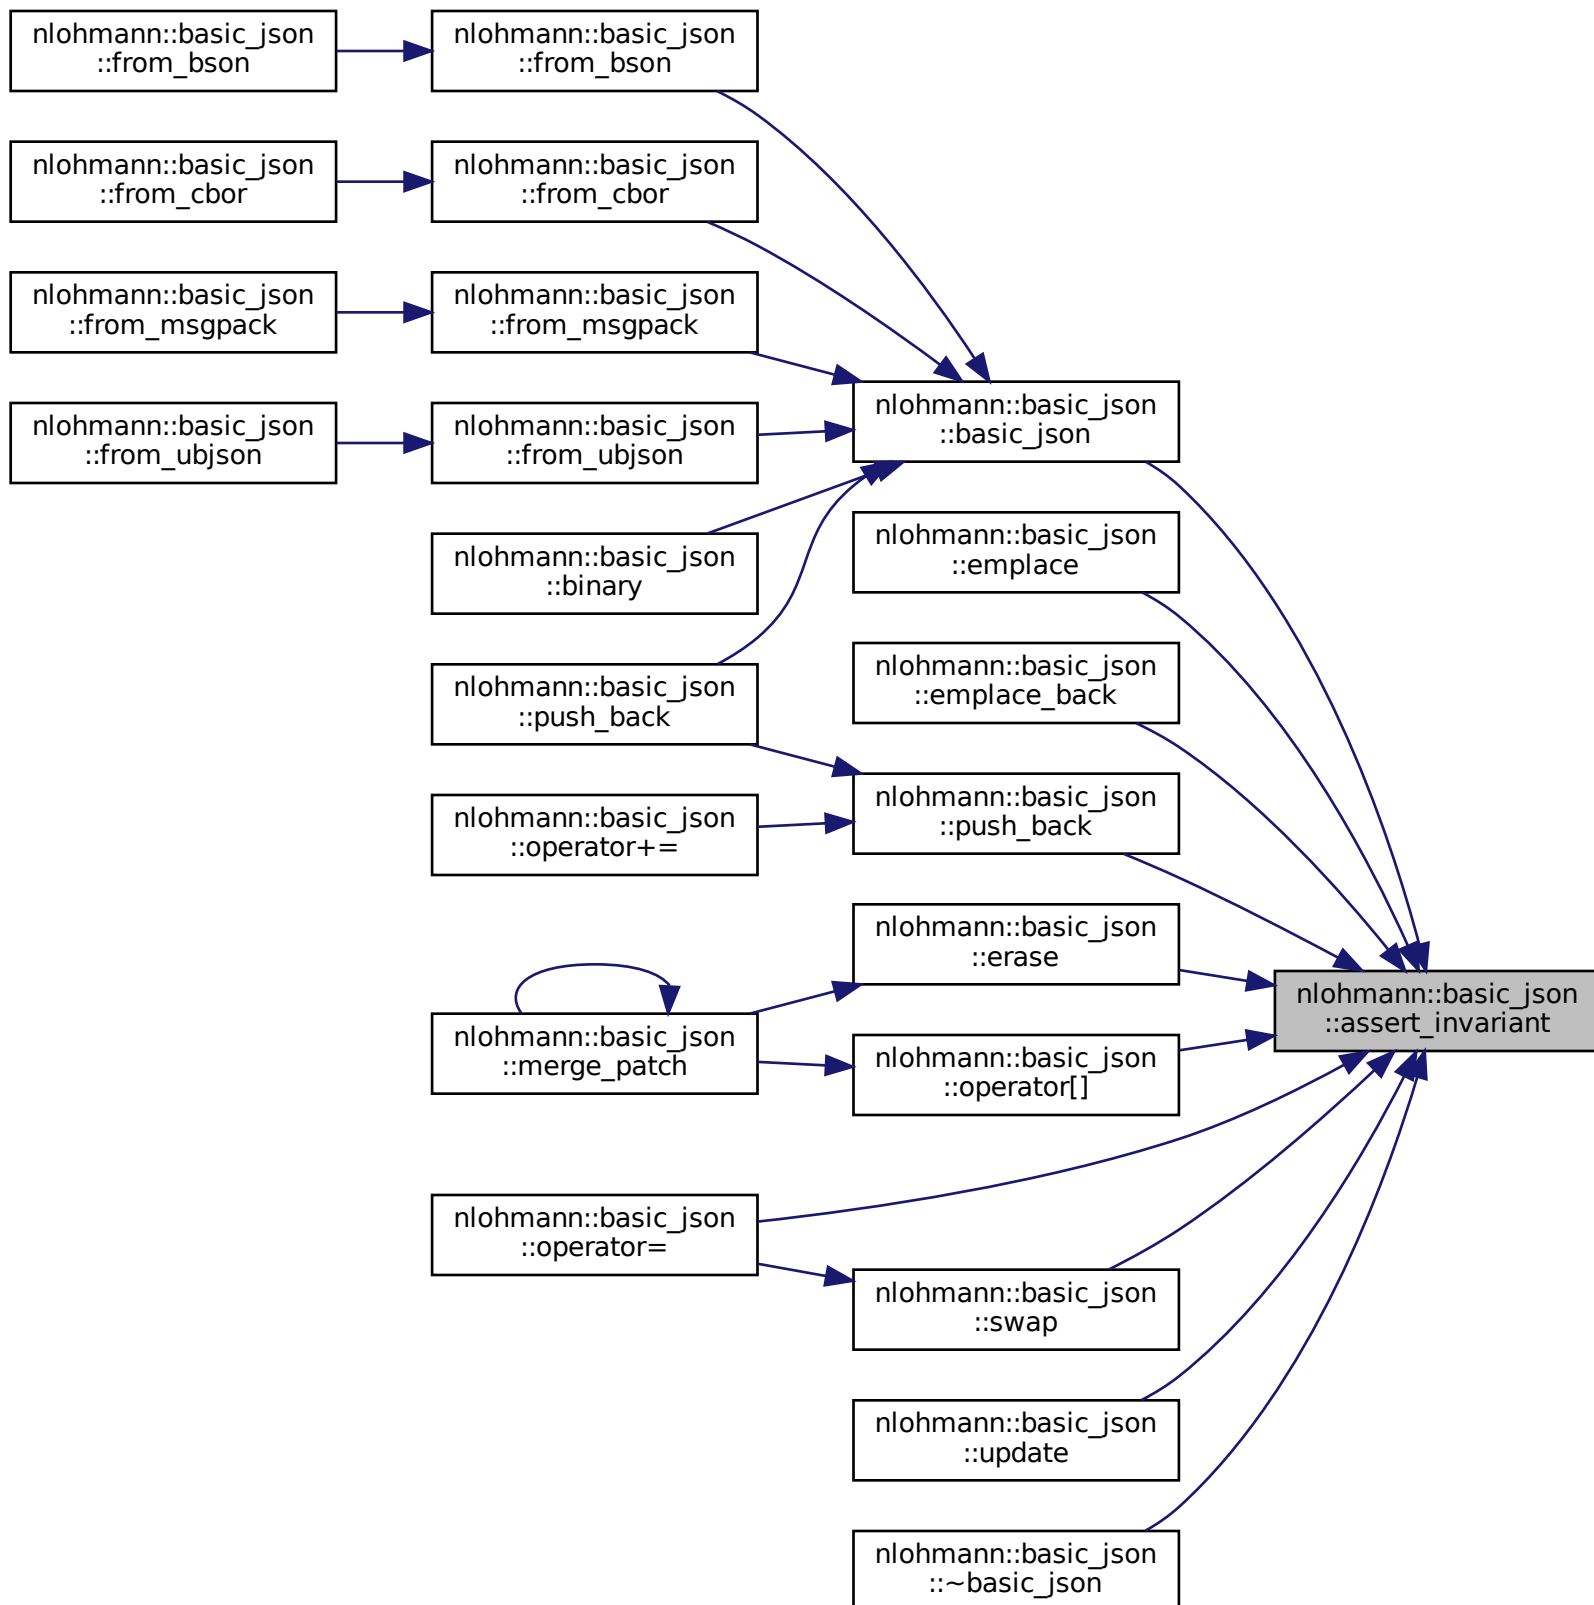 nlohmann::basic_json
::from_bson
nlohmann::basic_json
::from_bson
nlohmann::basic_json
::from_cbor
nlohmann::basic_json
::from_cbor
nlohmann::basic_json
::from_msgpack
nlohmann::basic_json
::from_msgpack
nlohmann::basic_json
::from_ubjson
nlohmann::basic_json
::from_ubjson
nlohmann::basic_json
::basic_json
nlohmann::basic_json
::binary
nlohmann::basic_json
::emplace
nlohmann::basic_json
::push_back
nlohmann::basic_json
::emplace_back
nlohmann::basic_json
::operator+=
nlohmann::basic_json
::push_back
nlohmann::basic_json
::erase
nlohmann::basic_json
::assert_invariant
nlohmann::basic_json
::merge_patch
nlohmann::basic_json
::operator[]
nlohmann::basic_json
::operator=
nlohmann::basic_json
::swap
nlohmann::basic_json
::update
nlohmann::basic_json
::~basic_json